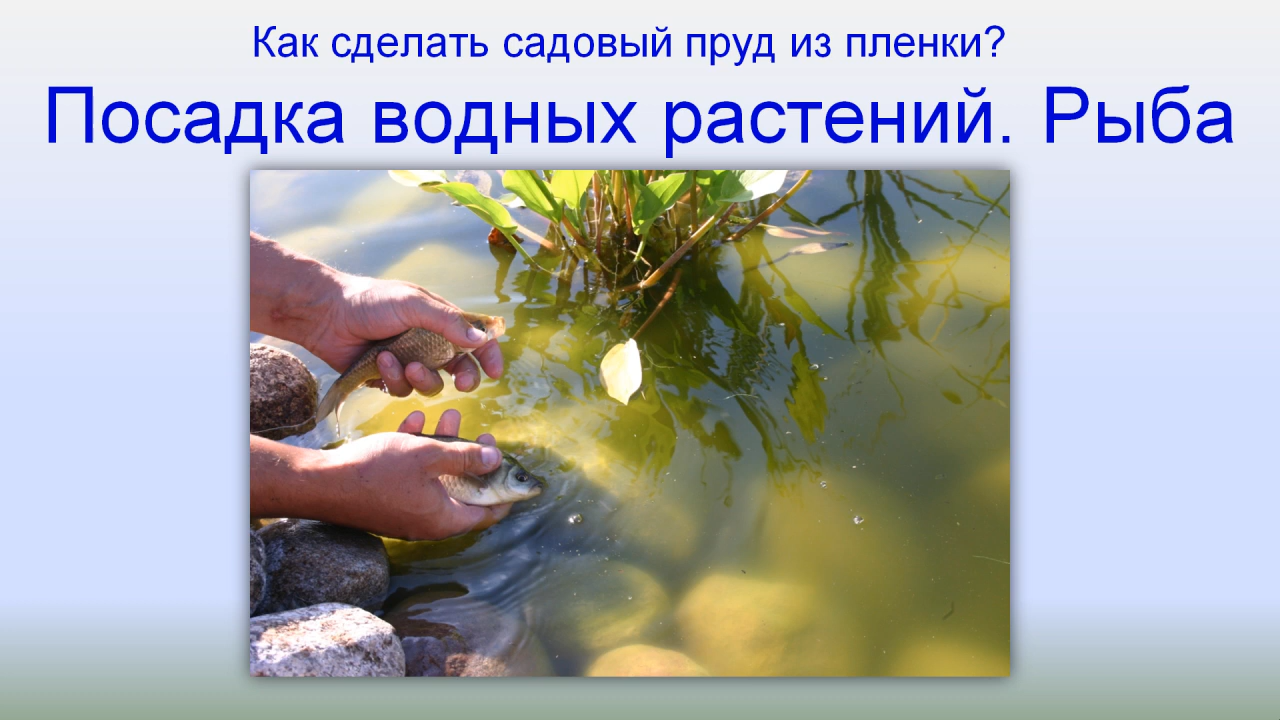 Как сделать садовый пруд из пленки?
Посадка водных растений. Рыба